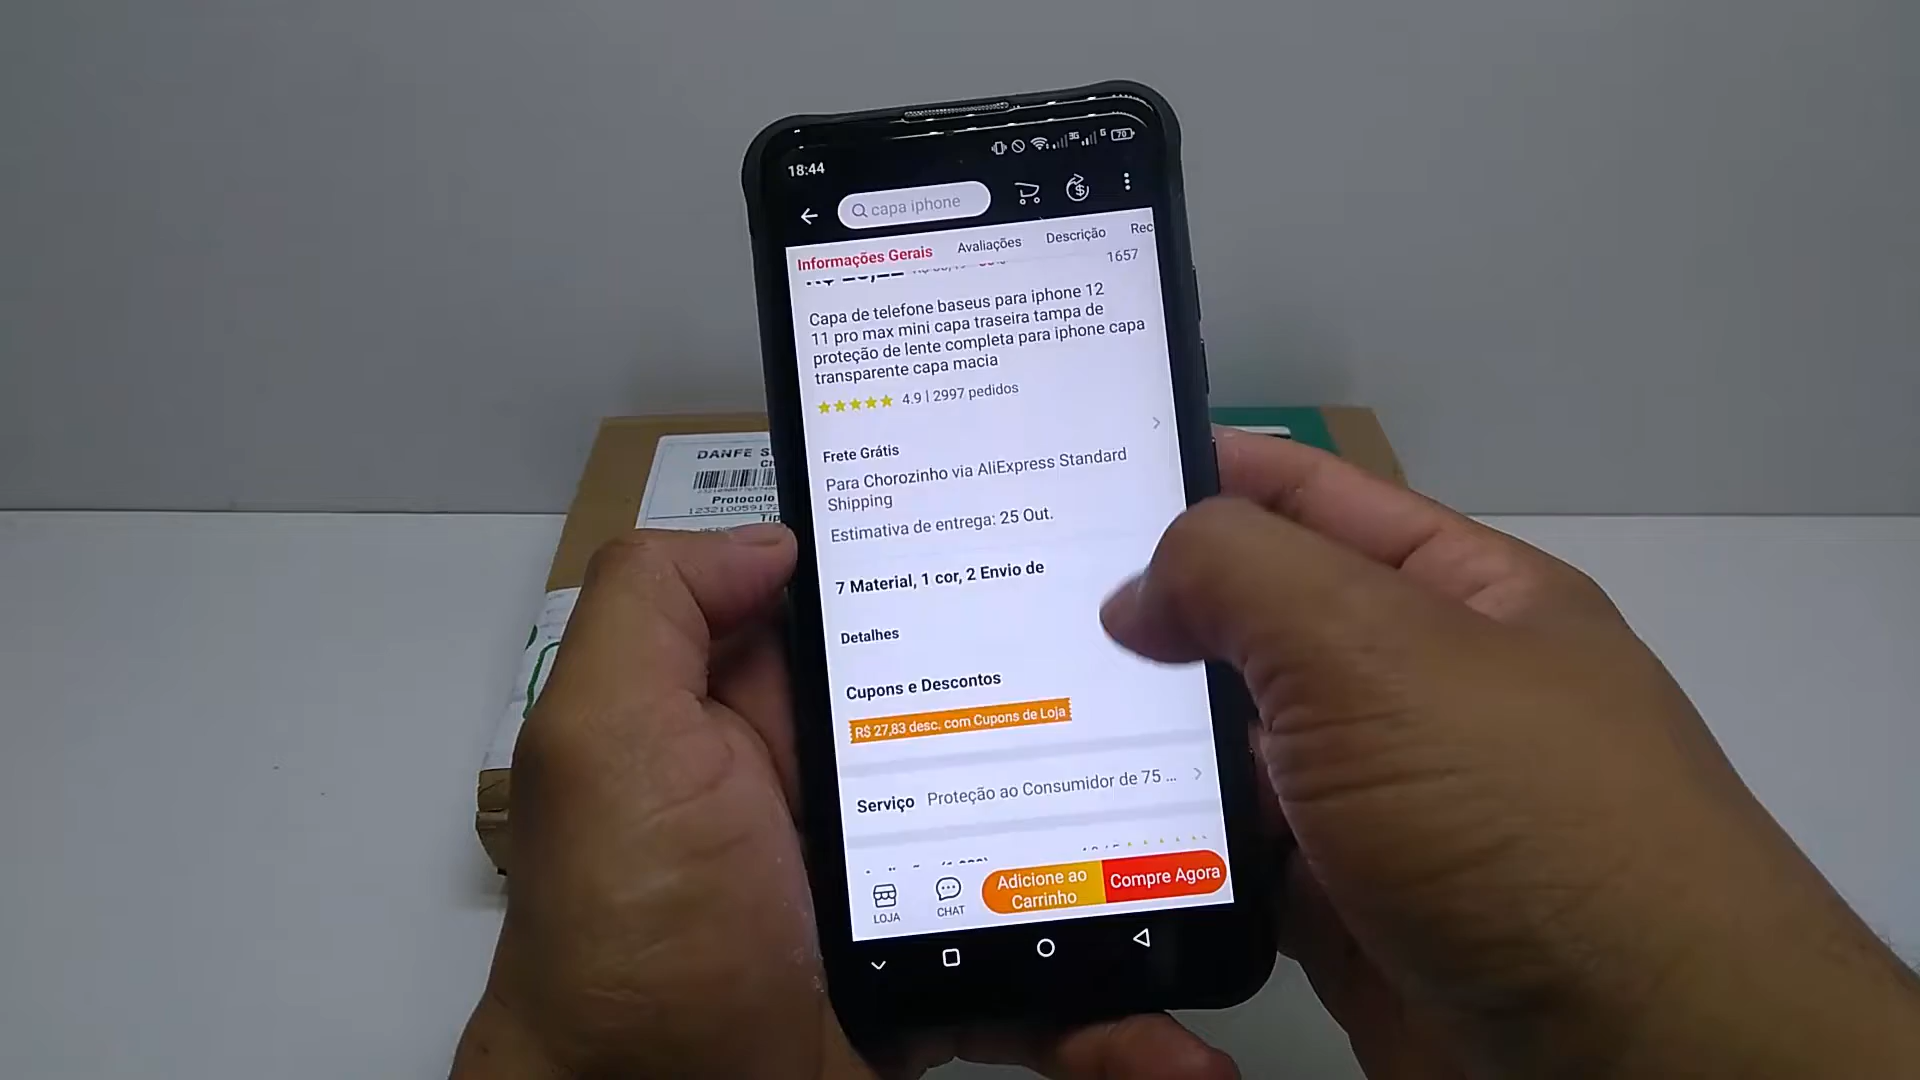 18:44
3G
G
70
capa iphone
Informações Gerais
Avaliações
Descrição
Rec
1657
Capa de telefone baseus para iphone 12
11 pro max mini capa traseira tampa de
proteção de lente completa para iphone capa
transparente capa macia
4.9 | 2997 pedidos
Frete Grátis
Para Chorozinho via AliExpress Standard
Shipping
Estimativa de entrega: 25 Out.
7 Material, 1 cor, 2 Envio de
Detalhes
Cupons e Descontos
R$ 27,83 desc. com Cupons de Loja
Serviço Proteção ao Consumidor de 75 ...
LOJA
CHAT
Adicione ao
Carrinho
Compre Agora
DANFE S
Protocolo
Tip